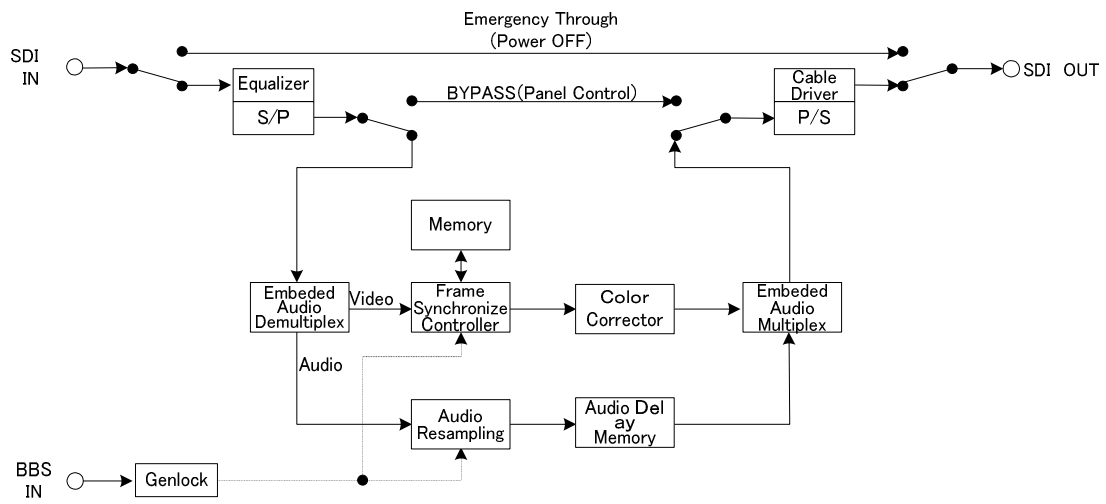 Emergency Through
(Power OFF)
SDI
IN
Equalizer
S/P
BYPASS(Panel Control)
Cable
Driver
P/S
SDI OUT
Memory
Embeded
Audio
Demultiplex
Video
Frame
Synchronize
Controller
Color
Corrector
Embeded
Audio
Multiplex
Audio
Audio
Resampling
Audio Del
ay
Memory
BBS
IN
Genlock